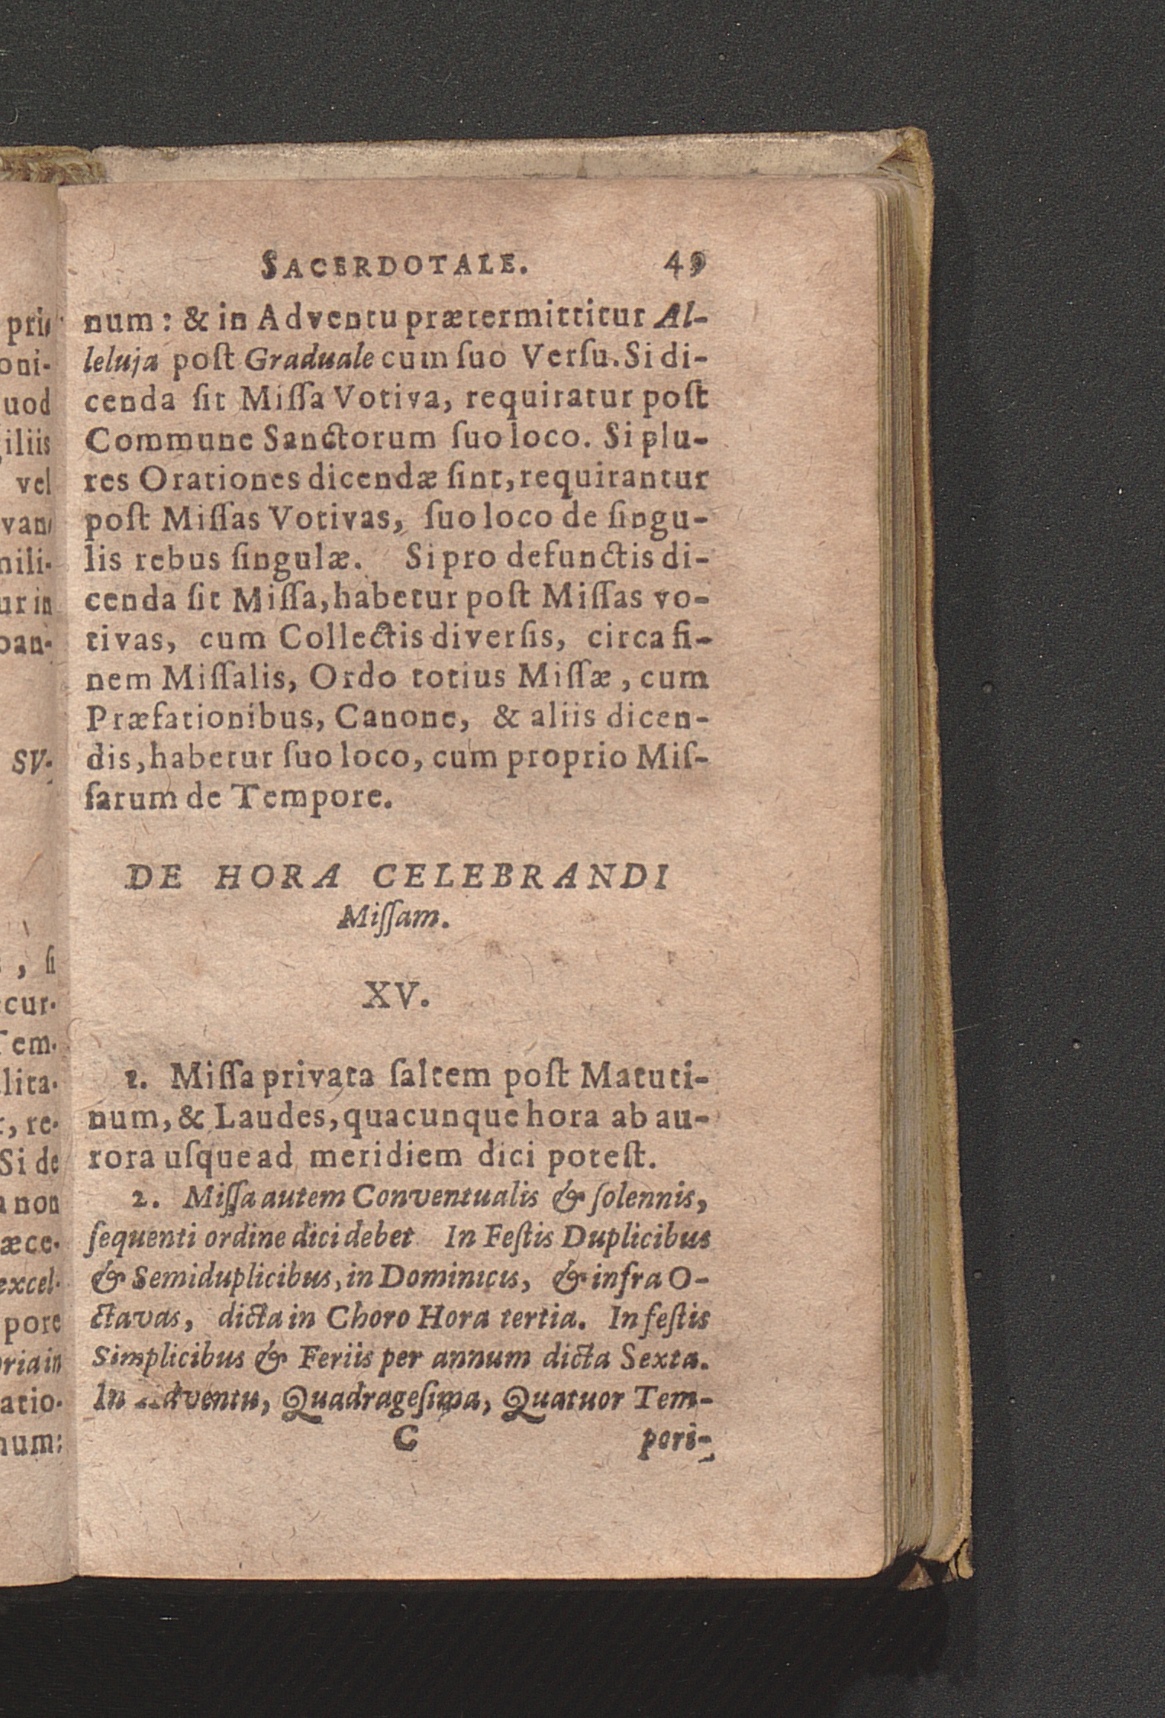 SACERDOTALE. 49
num: & in Adventu prætermittitur Al-
leluja poſt Graduale cum ſuo Verſu. Si di-
cenda ſit Miſſa Votiva, requiratur poſt
Commune Sanctorum ſuo loco. Si plu-
res Orationes dicendæ ſint, requirantur
poſt Miſſas Votivas, ſuo loco de ſingu-
lis rebus ſingulæ. Si pro defunctis di-
cenda ſit Miſſa, habetur poſt Miſſas vo-
tivas, cum Collectis diverſis, circa fi-
nem Miſſalis, Ordo totius Miſſæ, cum
Præfationibus, Canone, & aliis dicen-
dis, habetur ſuo loco, cum proprio Miſ-
ſarum de Tempore.
DE HORA CELEBRANDI
Miſſam.
XV.
1. Miſſa privata ſaltem poſt Matuti-
num, & Laudes, quacunque hora ab au-
rora uſque ad meridiem dici poteſt.
2. Miſſa autem Conventualis & ſolennis,
ſequenti ordine dici debet In Feſtis Duplicibus
& Semiduplicibus, in Dominicis, & infra O-
ctavas, dicta in Choro Hora tertia. In feſtis
Simplicibus & Feriis per annum dicta Sexta.
In Adventu, Quadrageſima, Quatuor Tem-
C pori-